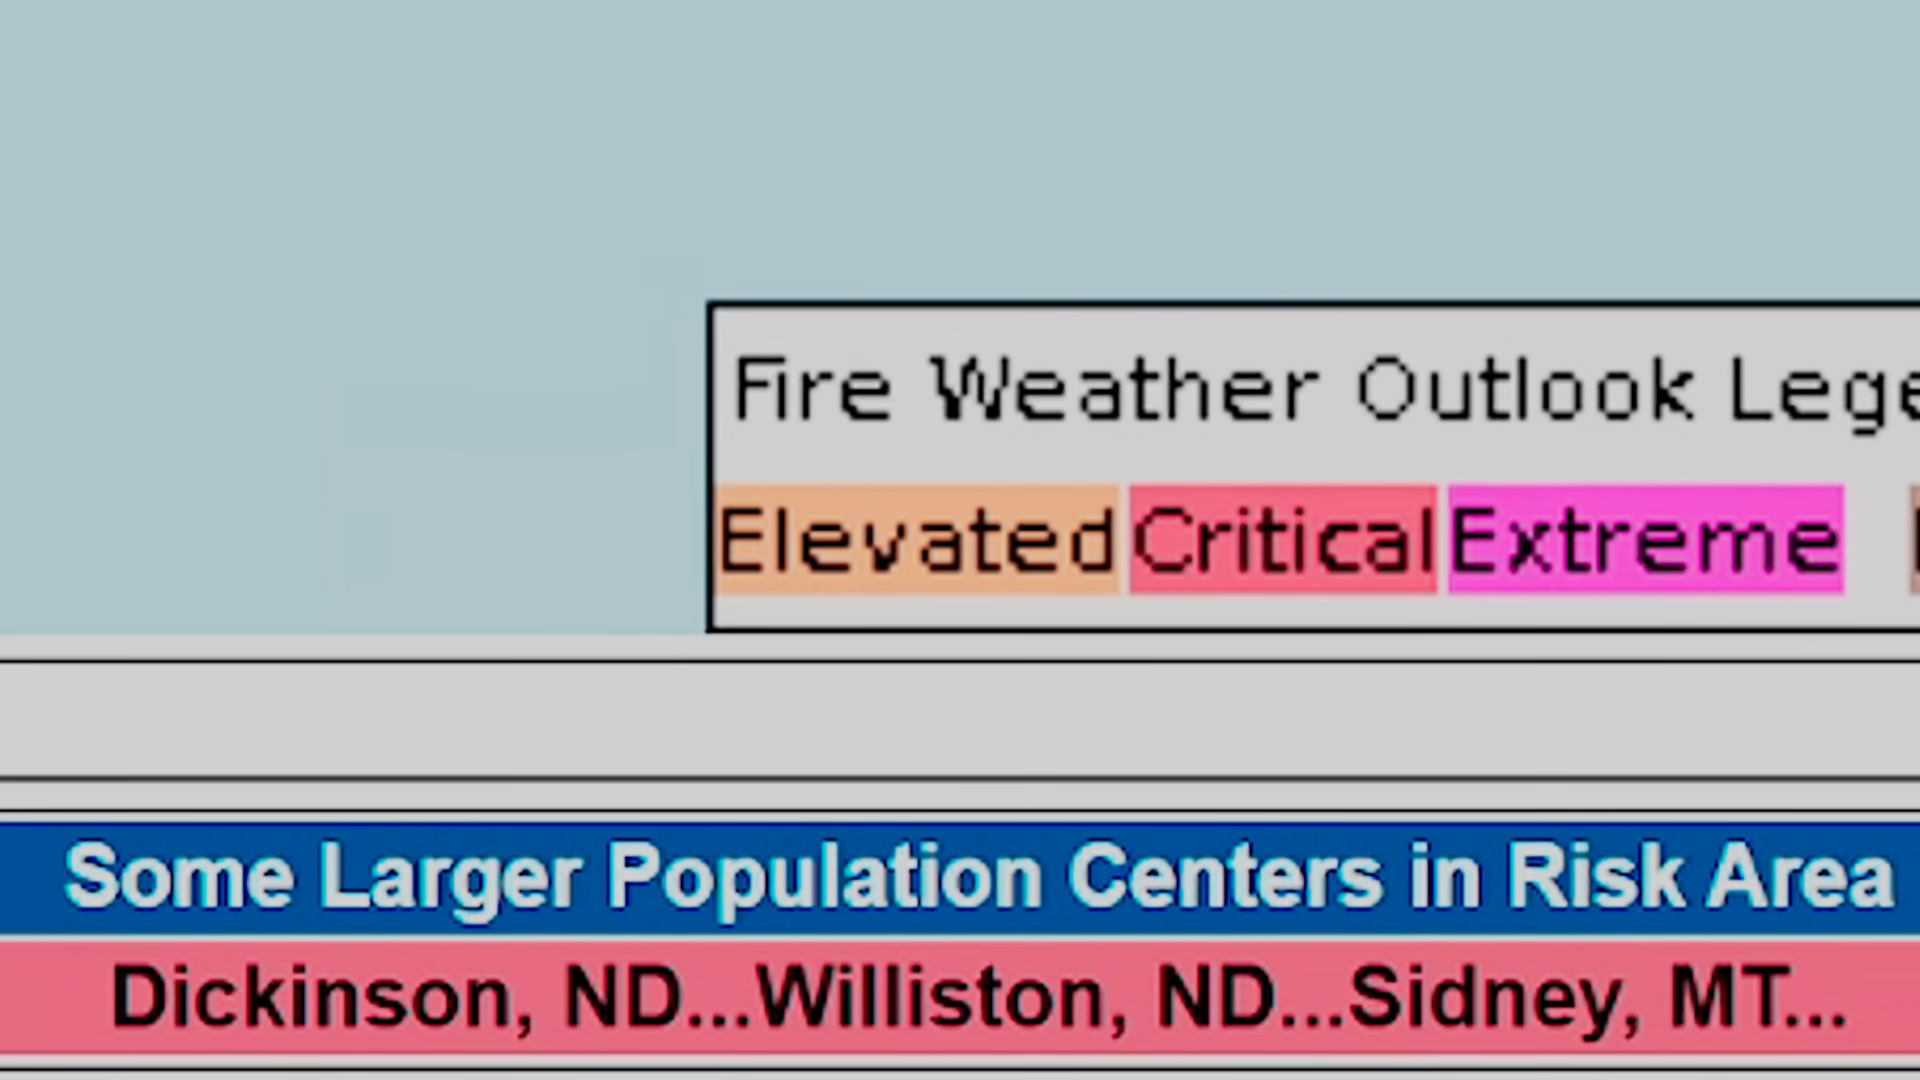 Fire Weather Outlook Lege
Elevated Critical Extreme
Some Larger Population Centers in Risk Area
Dickinson, ND...Williston, ND...Sidney, MT...